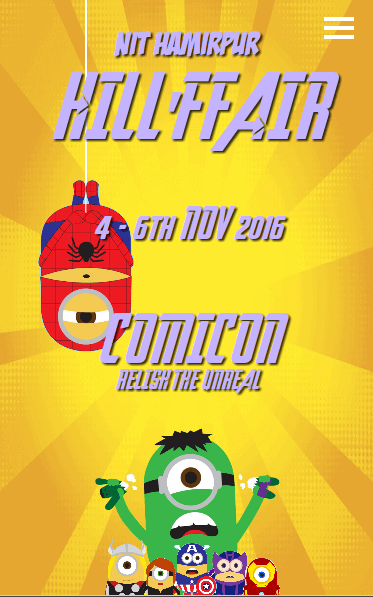 NIT HAMIRPUR
HILL'FFAIR
4 - 6TH NOV 2016
COMICON
RELISH THE UNREAL
A